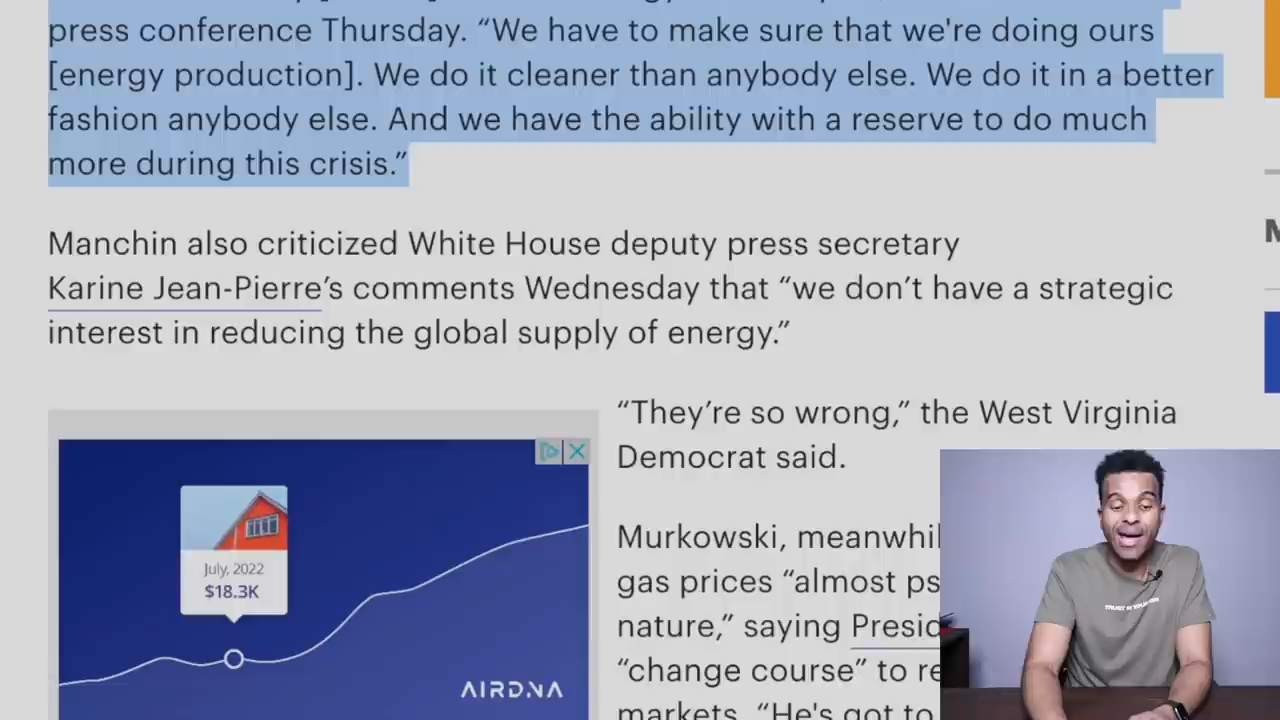 press conference Thursday. “We have to make sure that we're doing ours
[energy production]. We do it cleaner than anybody else. We do it in a better
fashion anybody else. And we have the ability with a reserve to do much
more during this crisis.”
Manchin also criticized White House deputy press secretary
Karine Jean-Pierre’s comments Wednesday that “we don’t have a strategic
interest in reducing the global supply of energy.”
“They’re so wrong,” the West Virginia
Democrat said.
Murkowski, meanwhil
gas prices “almost ps
nature,” saying Presid
“change course” to re
markets. “He's got to
July, 2022
$18.3K
AIRDNA
M